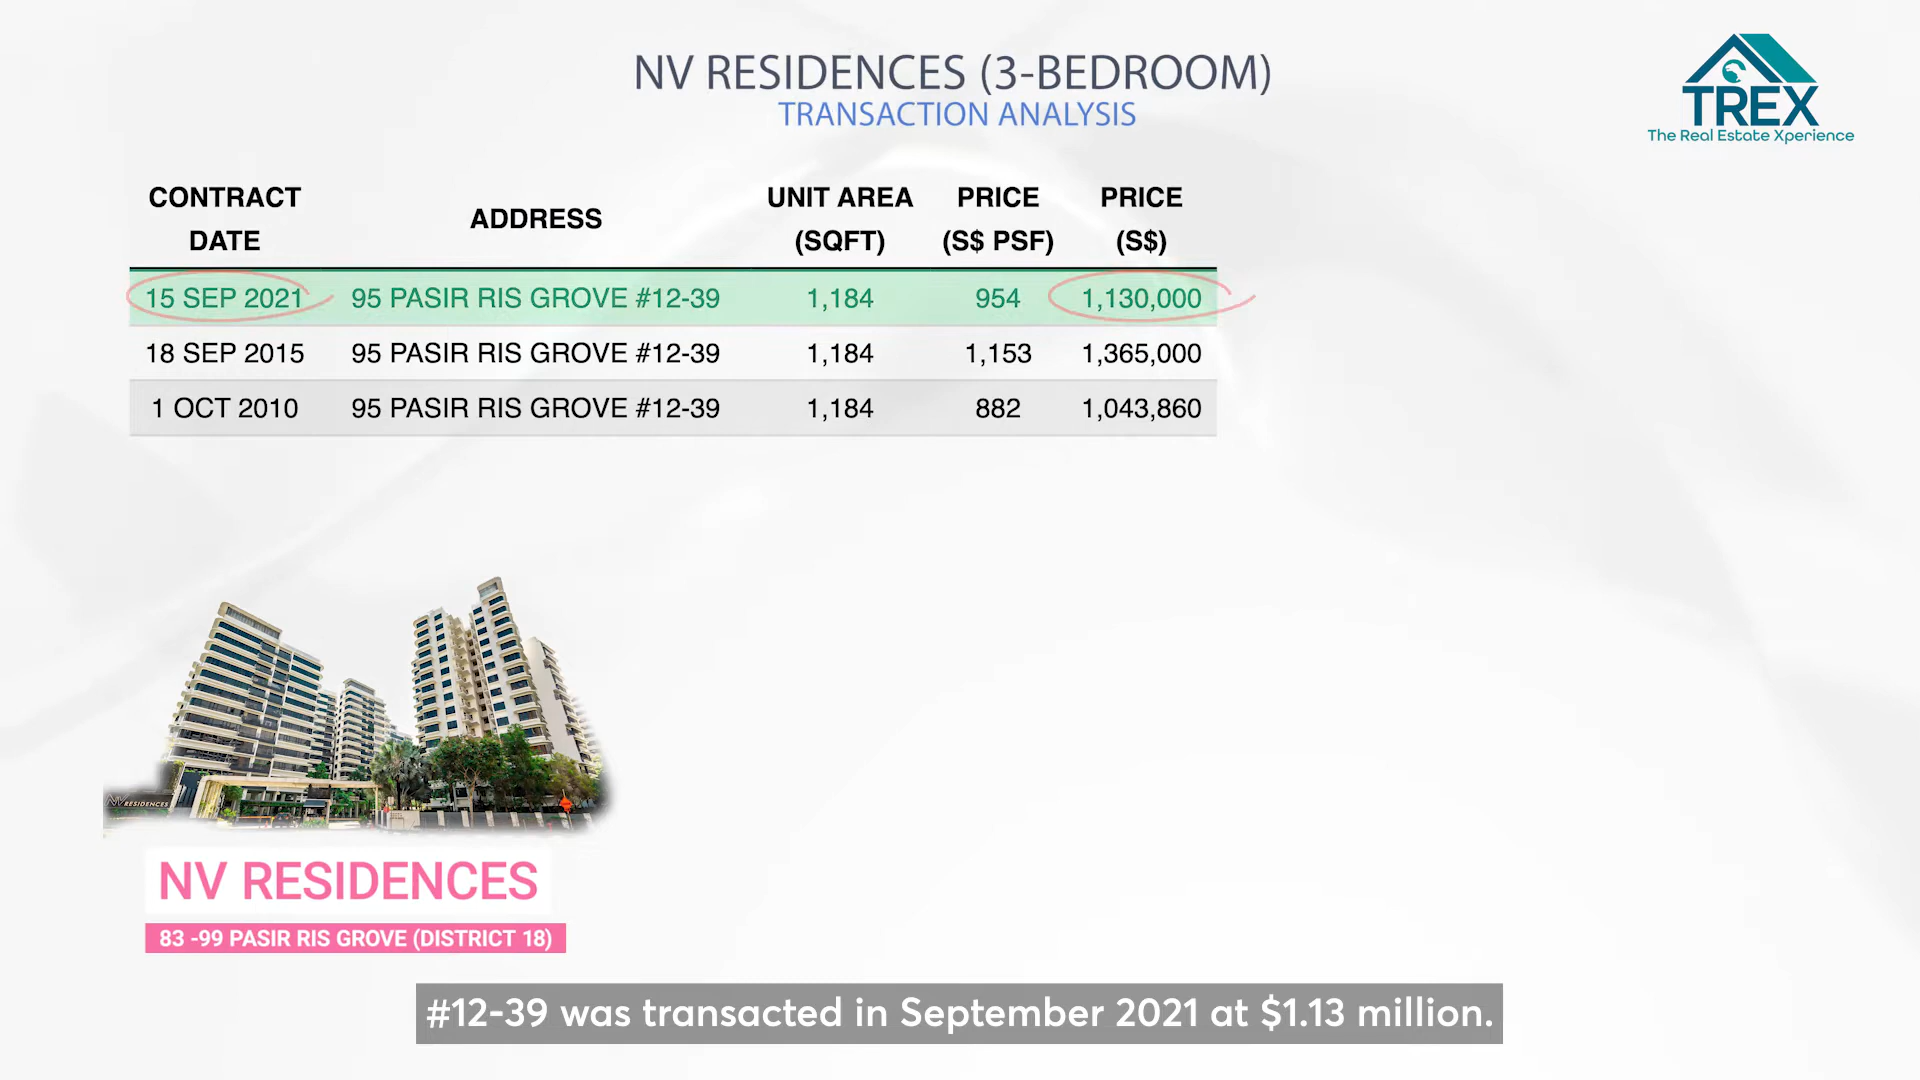 NV RESIDENCES (3-BEDROOM)
TRANSACTION ANALYSIS
TREX
The Real Estate Xperience
CONTRACT DATE ADDRESS UNIT AREA (SQFT) PRICE (S$ PSF) PRICE (S$)
15 SEP 2021 95 PASIR RIS GROVE #12-39 1,184 954 1,130,000
18 SEP 2015 95 PASIR RIS GROVE #12-39 1,184 1,153 1,365,000
1 OCT 2010 95 PASIR RIS GROVE #12-39 1,184 882 1,043,860
NV RESIDENCES
NV RESIDENCES
83 -99 PASIR RIS GROVE (DISTRICT 18)
#12-39 was transacted in September 2021 at $1.13 million.